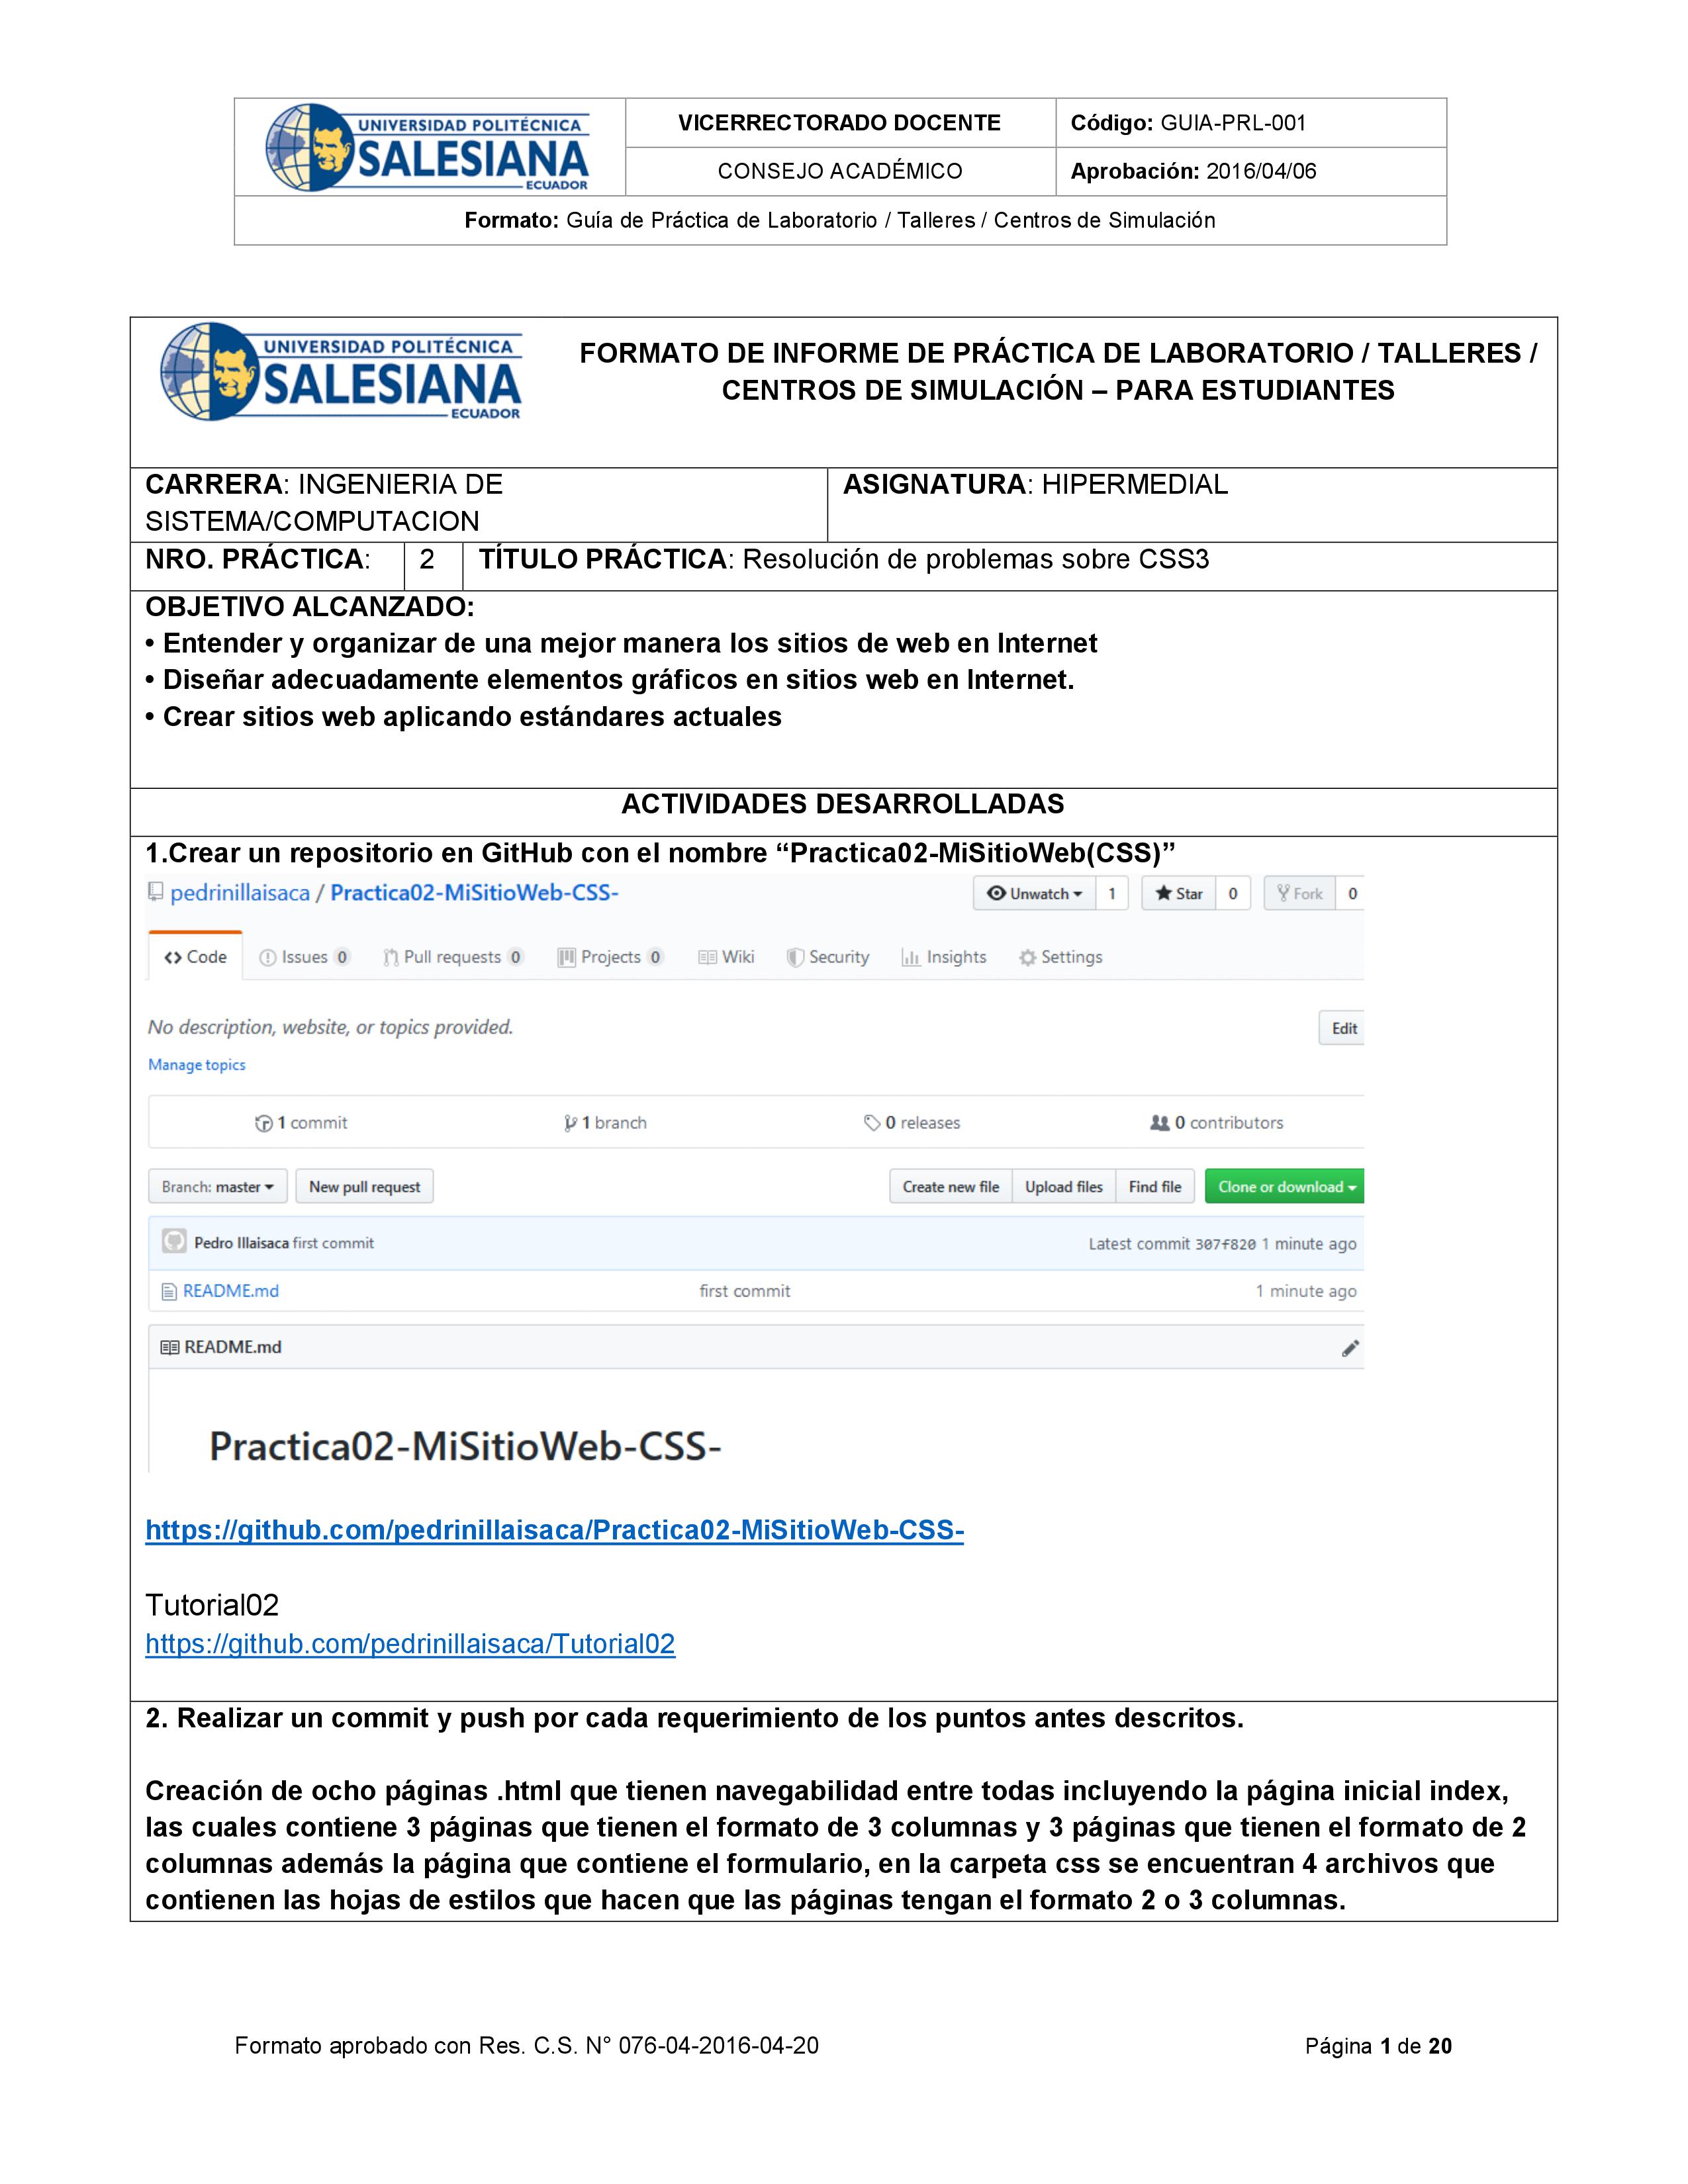 UNIVERSIDAD POLITÉCNICA
SALESIANA
ECUADOR
VICERRECTORADO DOCENTE
Código: GUIA-PRL-001
CONSEJO ACADÉMICO
Aprobación: 2016/04/06
Formato: Guía de Práctica de Laboratorio / Talleres / Centros de Simulación
UNIVERSIDAD POLITÉCNICA
SALESIANA
ECUADOR
FORMATO DE INFORME DE PRÁCTICA DE LABORATORIO / TALLERES /
CENTROS DE SIMULACIÓN – PARA ESTUDIANTES
CARRERA: INGENIERIA DE
SISTEMA/COMPUTACION
ASIGNATURA: HIPERMEDIAL
NRO. PRÁCTICA: 2 TÍTULO PRÁCTICA: Resolución de problemas sobre CSS3
OBJETIVO ALCANZADO:
• Entender y organizar de una mejor manera los sitios de web en Internet
• Diseñar adecuadamente elementos gráficos en sitios web en Internet.
• Crear sitios web aplicando estándares actuales
ACTIVIDADES DESARROLLADAS
1.Crear un repositorio en GitHub con el nombre “Practica02-MiSitioWeb(CSS)”
pedrinillaisaca / Practica02-MiSitioWeb-CSS- Unwatch 1 Star 0 Fork 0
Code Issues 0 Pull requests 0 Projects 0 Wiki Security Insights Settings
No description, website, or topics provided. Edit
Manage topics
1 commit 1 branch 0 releases 0 contributors
Branch: master New pull request Create new file Upload files Find file Clone or download
Pedro Illaisaca first commit Latest commit 307f820 1 minute ago
README.md first commit 1 minute ago
README.md
Practica02-MiSitioWeb-CSS-
https://github.com/pedrinillaisaca/Practica02-MiSitioWeb-CSS-
Tutorial02
https://github.com/pedrinillaisaca/Tutorial02
2. Realizar un commit y push por cada requerimiento de los puntos antes descritos.
Creación de ocho páginas .html que tienen navegabilidad entre todas incluyendo la página inicial index,
las cuales contiene 3 páginas que tienen el formato de 3 columnas y 3 páginas que tienen el formato de 2
columnas además la página que contiene el formulario, en la carpeta css se encuentran 4 archivos que
contienen las hojas de estilos que hacen que las páginas tengan el formato 2 o 3 columnas.
Formato aprobado con Res. C.S. N° 076-04-2016-04-20
Página 1 de 20